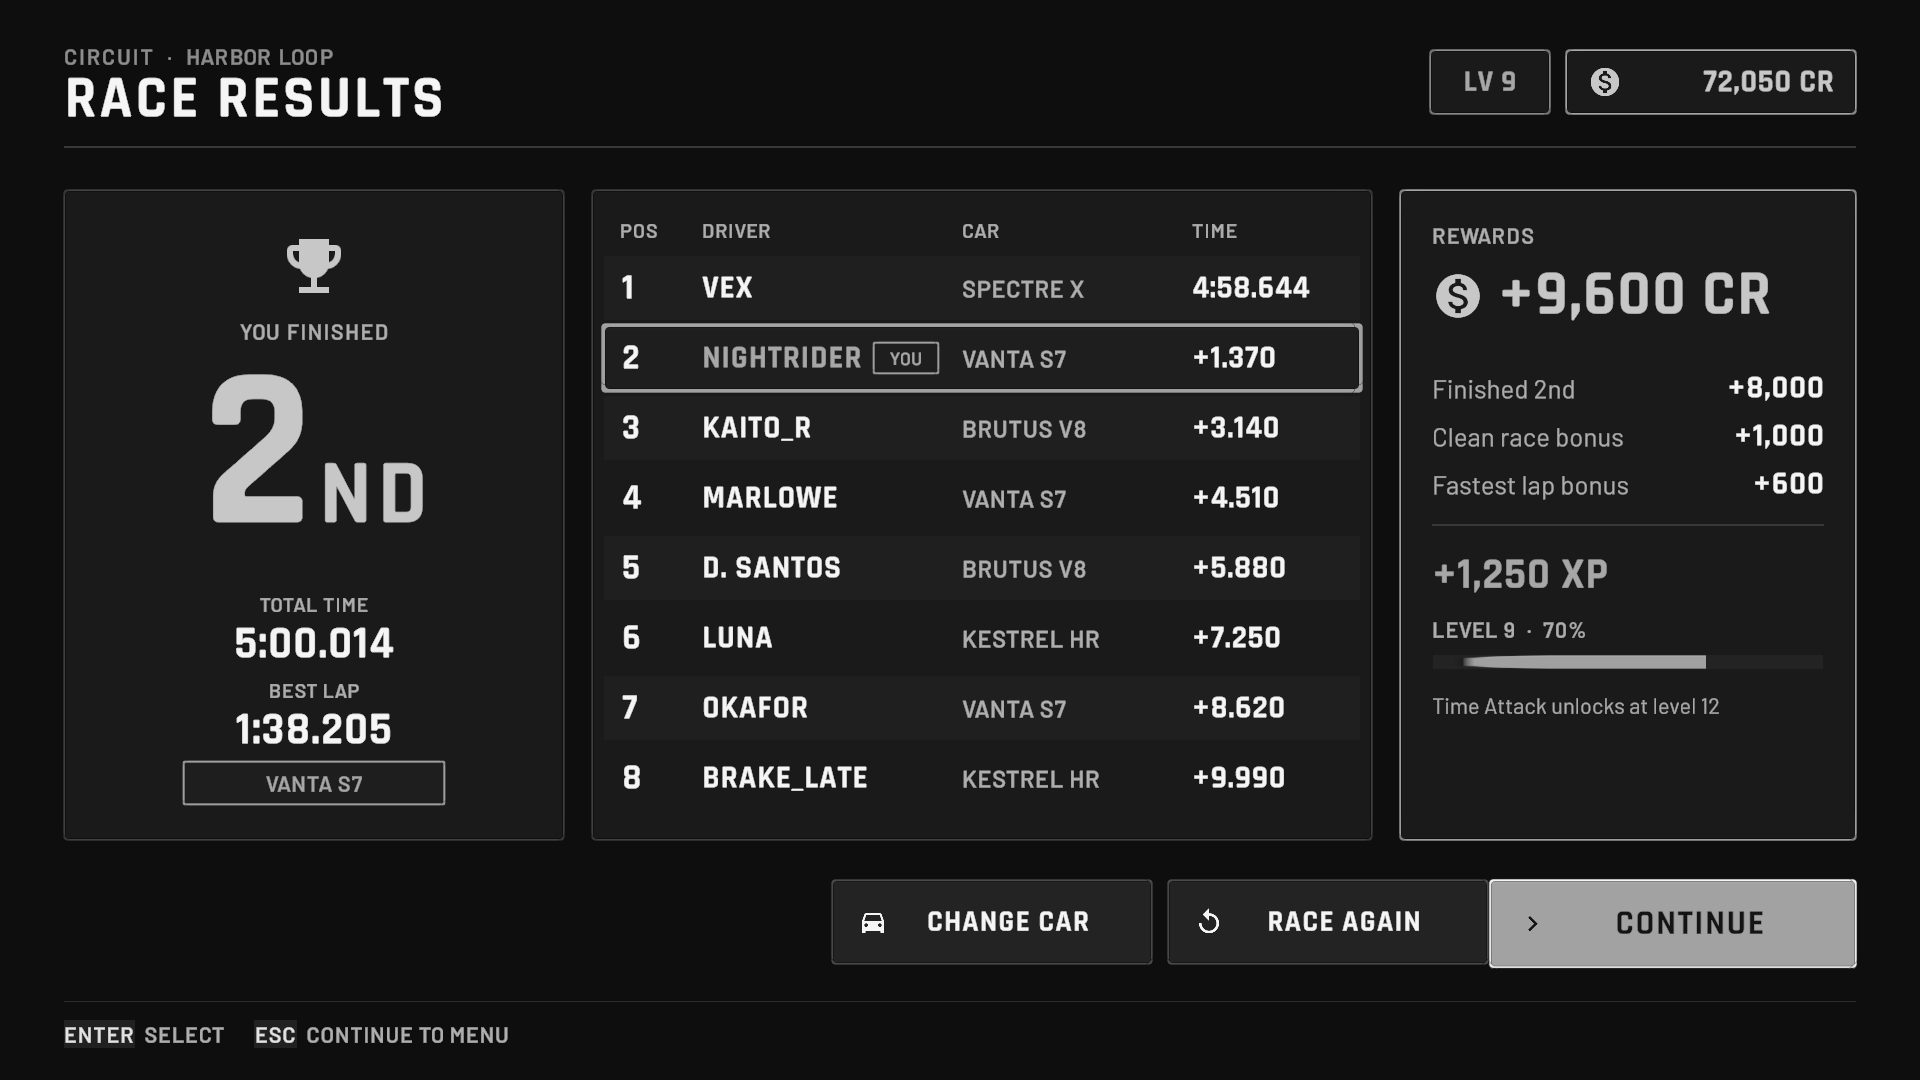 CIRCUIT · HARBOR LOOP
RACE RESULTS
LV 9
72,050 CR
YOU FINISHED
2ND
TOTAL TIME
5:00.014
BEST LAP
1:38.205
VANTA S7
POS DRIVER CAR TIME
1 VEX SPECTRE X 4:58.644
2 NIGHTRIDER YOU VANTA S7 +1.370
3 KAITO_R BRUTUS V8 +3.140
4 MARLOWE VANTA S7 +4.510
5 D. SANTOS BRUTUS V8 +5.880
6 LUNA KESTREL HR +7.250
7 OKAFOR VANTA S7 +8.620
8 BRAKE_LATE KESTREL HR +9.990
REWARDS
+9,600 CR
Finished 2nd +8,000
Clean race bonus +1,000
Fastest lap bonus +600
+1,250 XP
LEVEL 9 · 70%
Time Attack unlocks at level 12
CHANGE CAR
RACE AGAIN
CONTINUE
ENTER SELECT ESC CONTINUE TO MENU